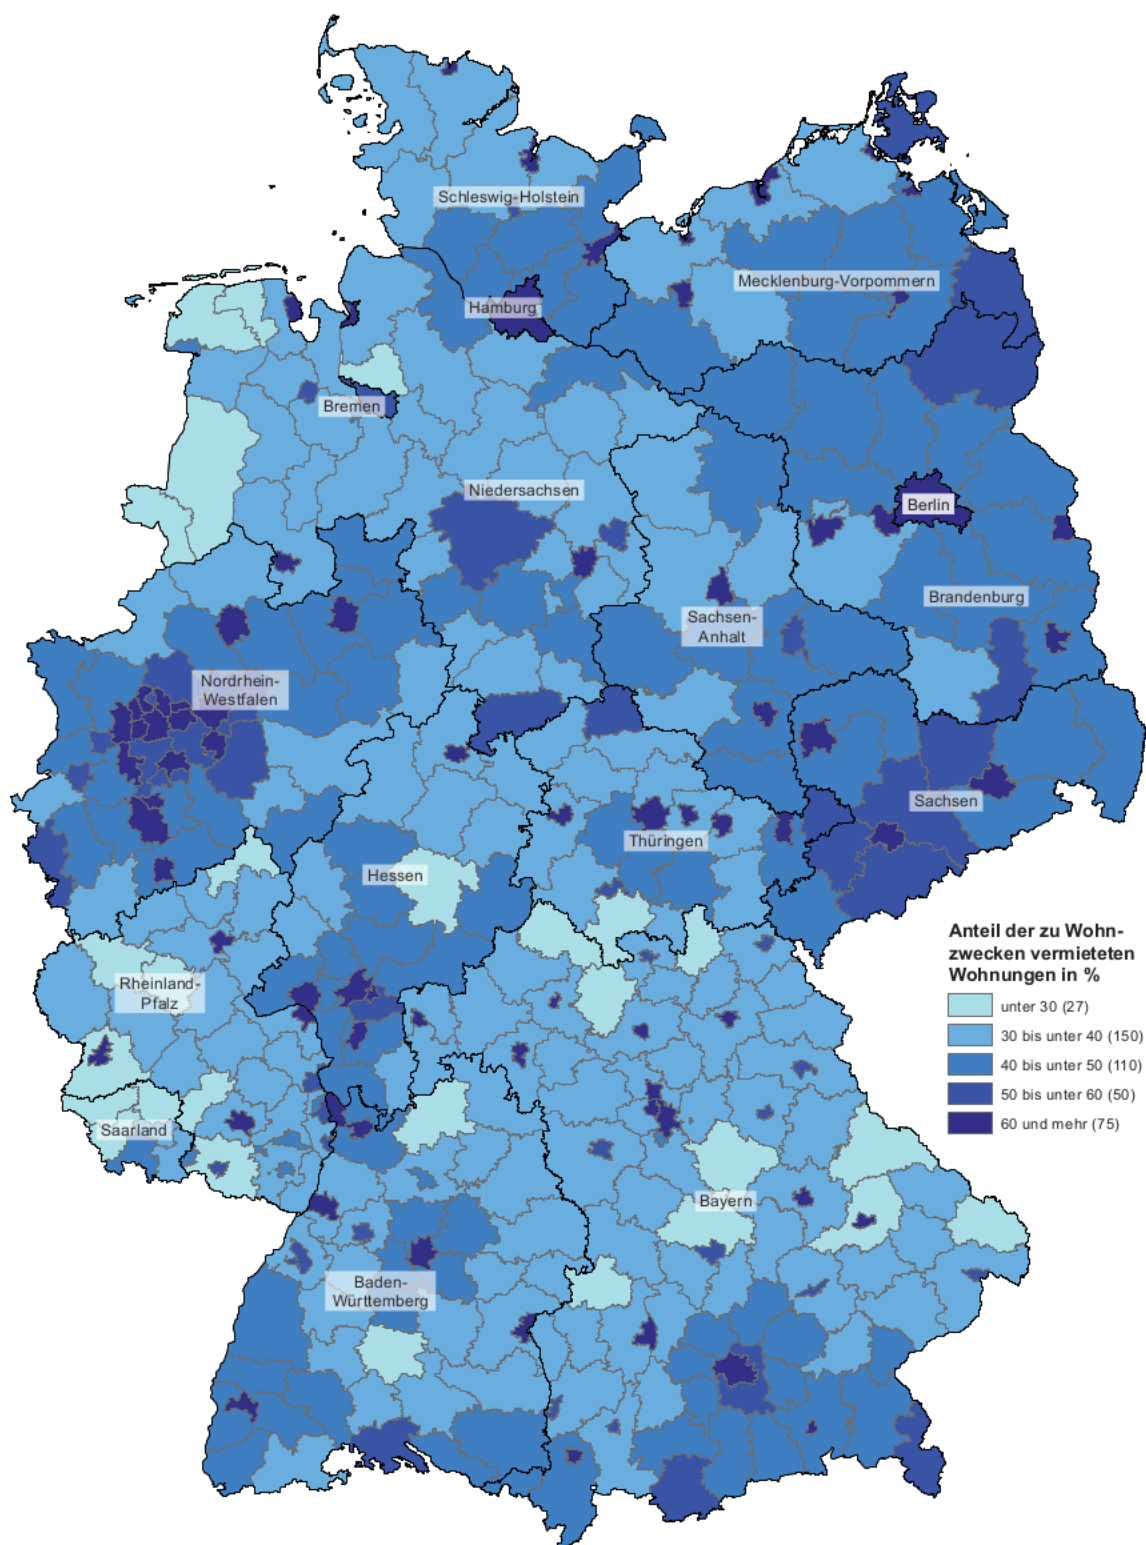 Schleswig-Holstein
Mecklenburg-Vorpommern
Hamburg
Bremen
Niedersachsen
Berlin
Brandenburg
Sachsen-
Anhalt
Nordrhein-
Westfalen
Sachsen
Thüringen
Hessen
Rheinland-
Pfalz
Saarland
Bayern
Baden-
Württemberg
Anteil der zu Wohn-
zwecken vermieteten
Wohnungen in %
unter 30 (27)
30 bis unter 40 (150)
40 bis unter 50 (110)
50 bis unter 60 (50)
60 und mehr (75)